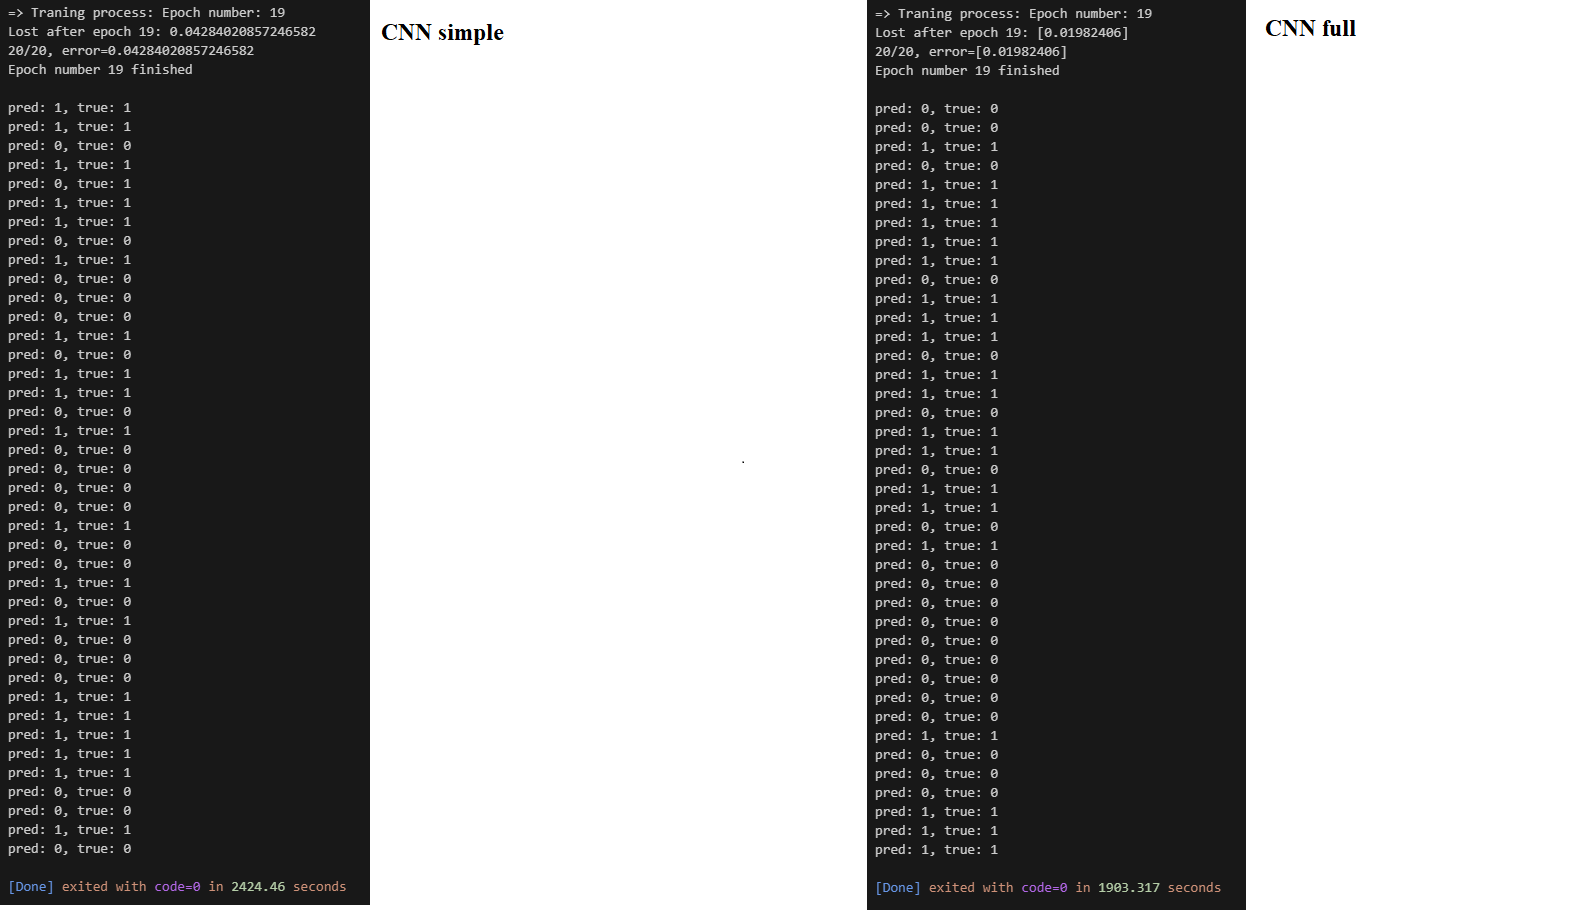 => Traning process: Epoch number: 19
Lost after epoch 19: 0.04284020857246582
20/20, error=0.04284020857246582
Epoch number 19 finished
pred: 1, true: 1
pred: 1, true: 1
pred: 0, true: 0
pred: 1, true: 1
pred: 0, true: 1
pred: 1, true: 1
pred: 1, true: 1
pred: 0, true: 0
pred: 1, true: 1
pred: 0, true: 0
pred: 0, true: 0
pred: 0, true: 0
pred: 1, true: 1
pred: 0, true: 0
pred: 1, true: 1
pred: 1, true: 1
pred: 0, true: 0
pred: 1, true: 1
pred: 0, true: 0
pred: 0, true: 0
pred: 0, true: 0
pred: 0, true: 0
pred: 1, true: 1
pred: 0, true: 0
pred: 0, true: 0
pred: 1, true: 1
pred: 0, true: 0
pred: 1, true: 1
pred: 0, true: 0
pred: 0, true: 0
pred: 0, true: 0
pred: 1, true: 1
pred: 1, true: 1
pred: 1, true: 1
pred: 1, true: 1
pred: 1, true: 1
pred: 0, true: 0
pred: 0, true: 0
pred: 1, true: 1
pred: 0, true: 0
[Done] exited with code=0 in 2424.46 seconds
CNN simple
=> Traning process: Epoch number: 19
Lost after epoch 19: [0.01982406]
20/20, error=[0.01982406]
Epoch number 19 finished
pred: 0, true: 0
pred: 0, true: 0
pred: 1, true: 1
pred: 0, true: 0
pred: 1, true: 1
pred: 1, true: 1
pred: 1, true: 1
pred: 1, true: 1
pred: 1, true: 1
pred: 0, true: 0
pred: 1, true: 1
pred: 1, true: 1
pred: 1, true: 1
pred: 0, true: 0
pred: 1, true: 1
pred: 1, true: 1
pred: 0, true: 0
pred: 1, true: 1
pred: 1, true: 1
pred: 0, true: 0
pred: 1, true: 1
pred: 1, true: 1
pred: 0, true: 0
pred: 1, true: 1
pred: 0, true: 0
pred: 0, true: 0
pred: 0, true: 0
pred: 0, true: 0
pred: 0, true: 0
pred: 0, true: 0
pred: 0, true: 0
pred: 0, true: 0
pred: 0, true: 0
pred: 1, true: 1
pred: 0, true: 0
pred: 0, true: 0
pred: 0, true: 0
pred: 1, true: 1
pred: 1, true: 1
pred: 1, true: 1
[Done] exited with code=0 in 1903.317 seconds
CNN full